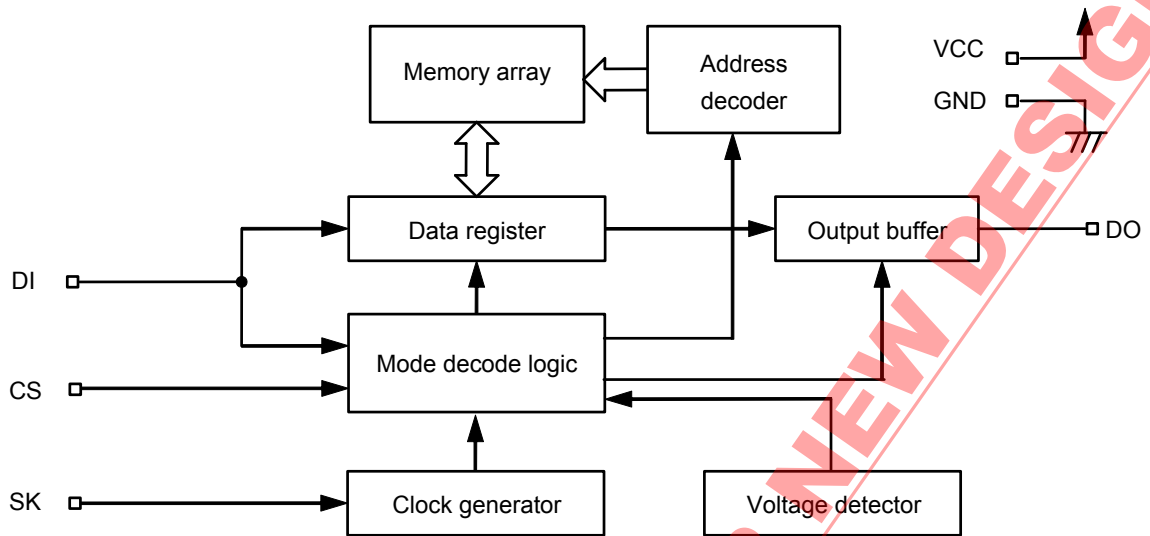 Memory array
Address
decoder
VCC
GND
Data register
Output buffer
DO
DI
Mode decode logic
CS
SK
Clock generator
Voltage detector
NEW DESIGN